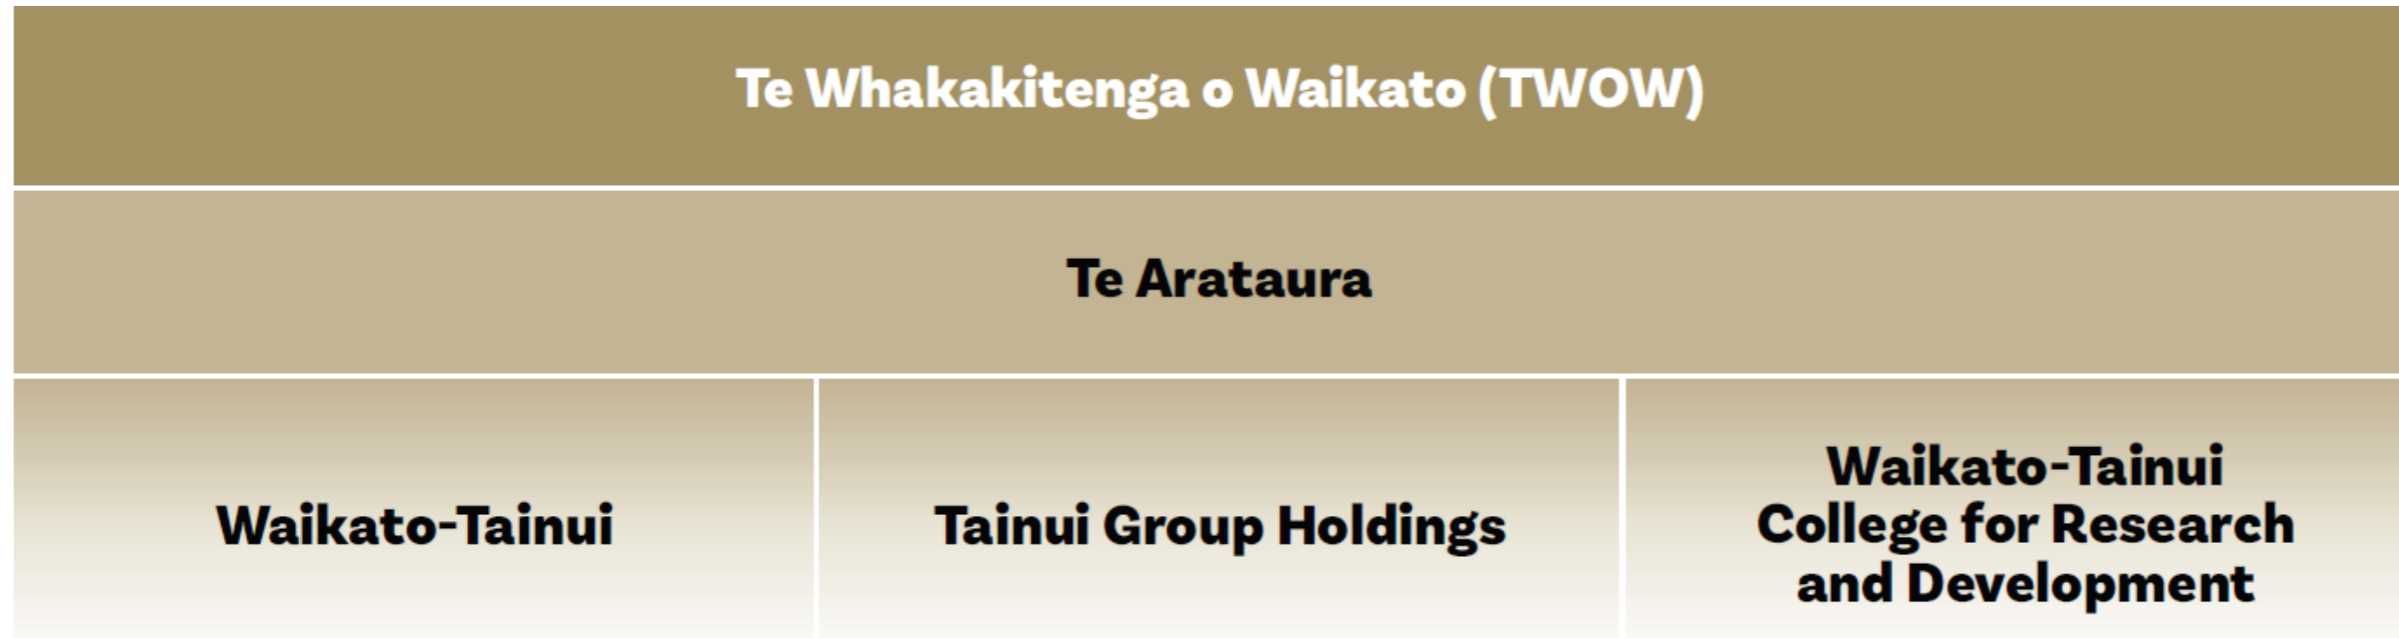 Te Whakakitenga o Waikato (TWOW)
Te Arataura
Waikato-Tainui
Tainui Group Holdings
Waikato-Tainui
College for Research
and Development